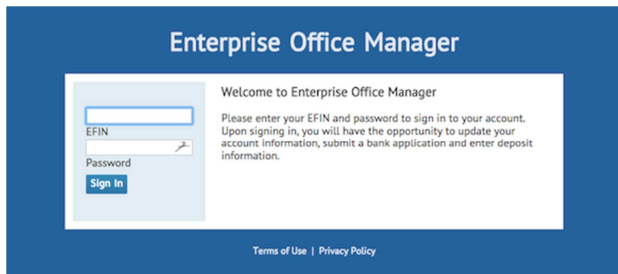 Enterprise Office Manager
EFIN
Password
Sign In
Welcome to Enterprise Office Manager
Please enter your EFIN and password to sign in to your account.
Upon signing in, you will have the opportunity to update your
account information, submit a bank application and enter deposit
information.
Terms of Use | Privacy Policy